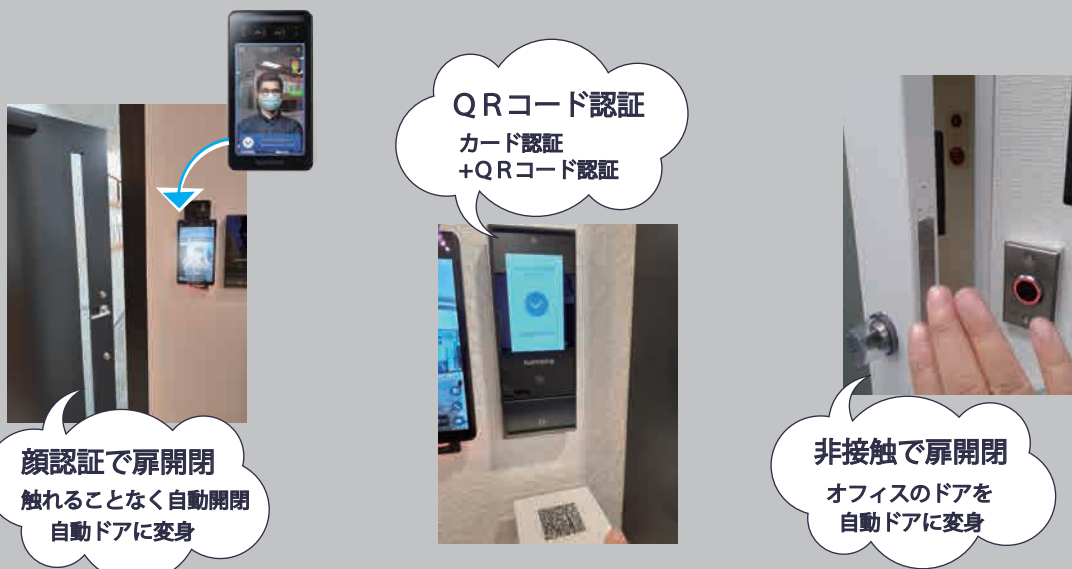 QRコード認証
カード認証
+QRコード認証
顔認証で扉開閉
触れることなく自動開閉
自動ドアに変身
非接触で扉開閉
オフィスのドアを
自動ドアに変身